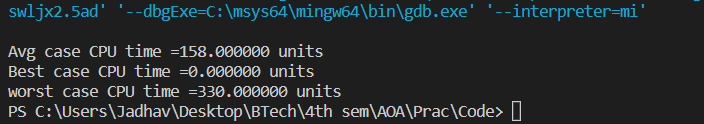 swljx2.5ad' '--dbgExe=C:\msys64\mingw64\bin\gdb.exe' '--interpreter=mi'
Avg case CPU time =158.000000 units
Best case CPU time =0.000000 units
worst case CPU time =330.000000 units
PS C:\Users\Jadhav\Desktop\BTech\4th sem\AOA\Prac\Code>